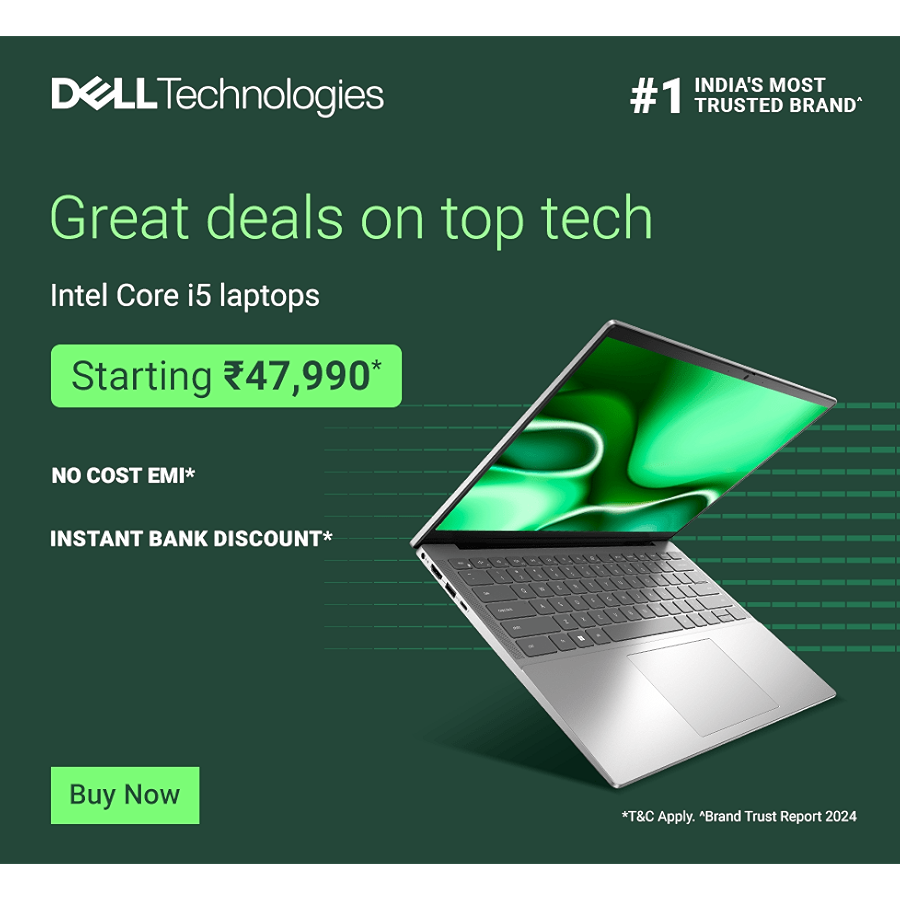 DELLTechnologies
#1 INDIA'S MOST
TRUSTED BRAND^
Great deals on top tech
Intel Core i5 laptops
Starting ₹47,990*
NO COST EMI*
INSTANT BANK DISCOUNT*
Buy Now
*T&C Apply. ^Brand Trust Report 2024